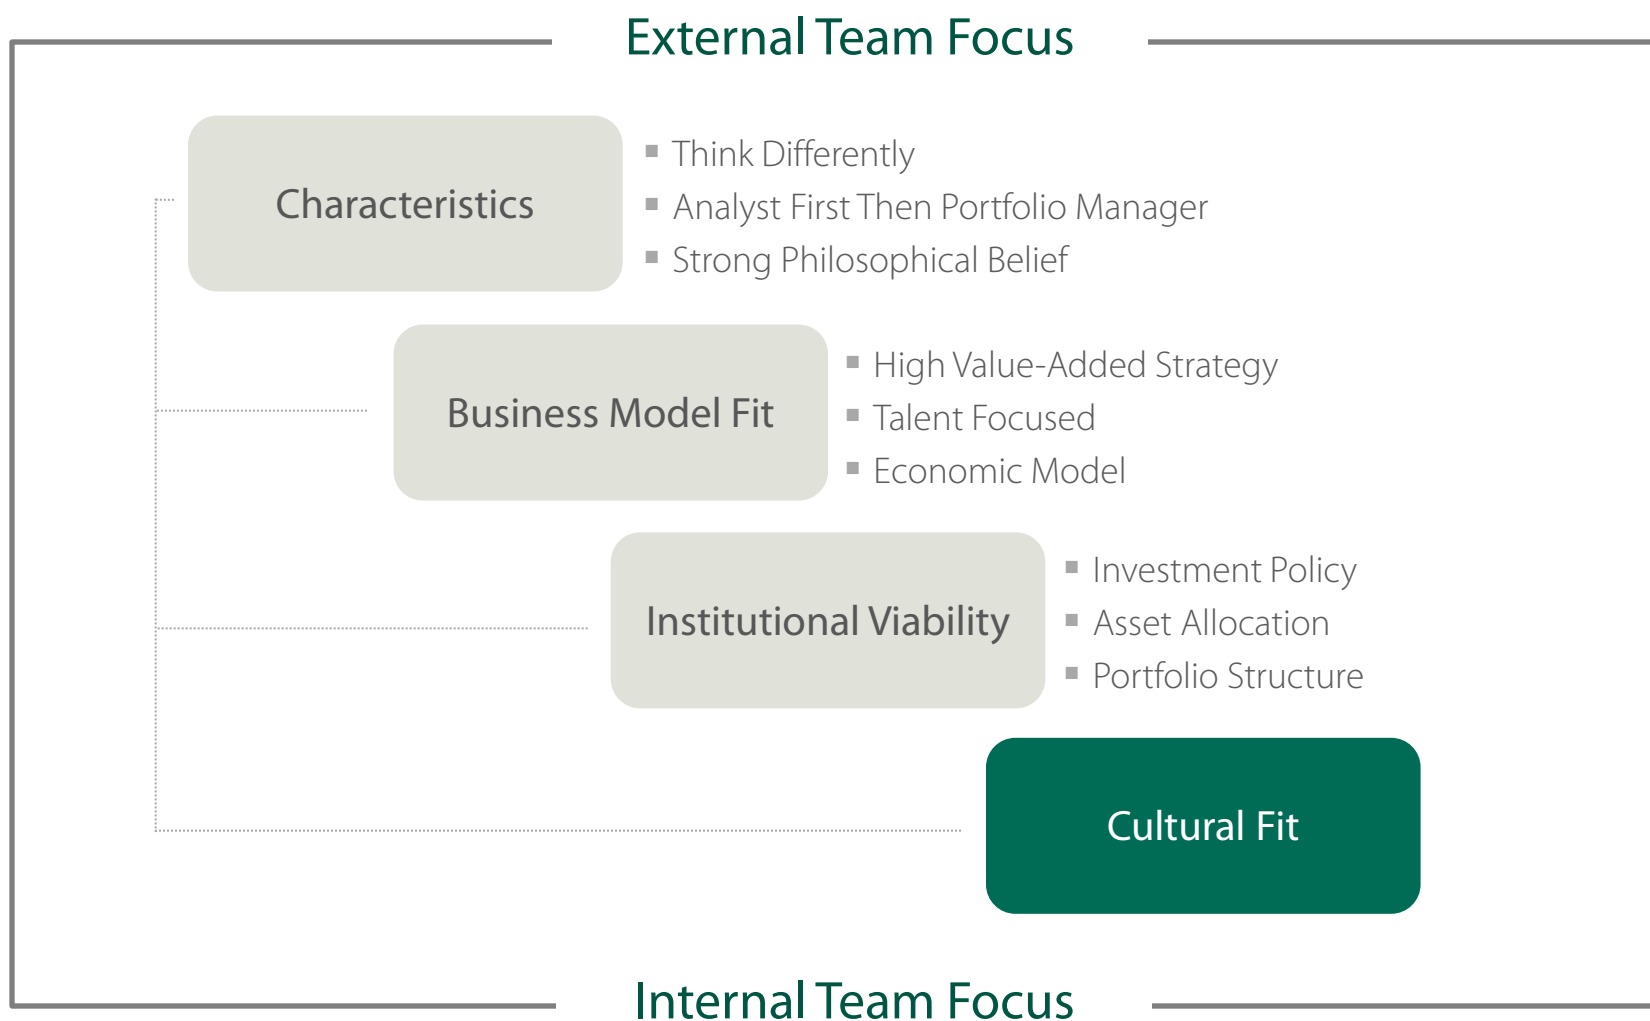 External Team Focus
Characteristics
▪ Think Differently
▪ Analyst First Then Portfolio Manager
▪ Strong Philosophical Belief
Business Model Fit
▪ High Value-Added Strategy
▪ Talent Focused
▪ Economic Model
Institutional Viability
▪ Investment Policy
▪ Asset Allocation
▪ Portfolio Structure
Cultural Fit
Internal Team Focus